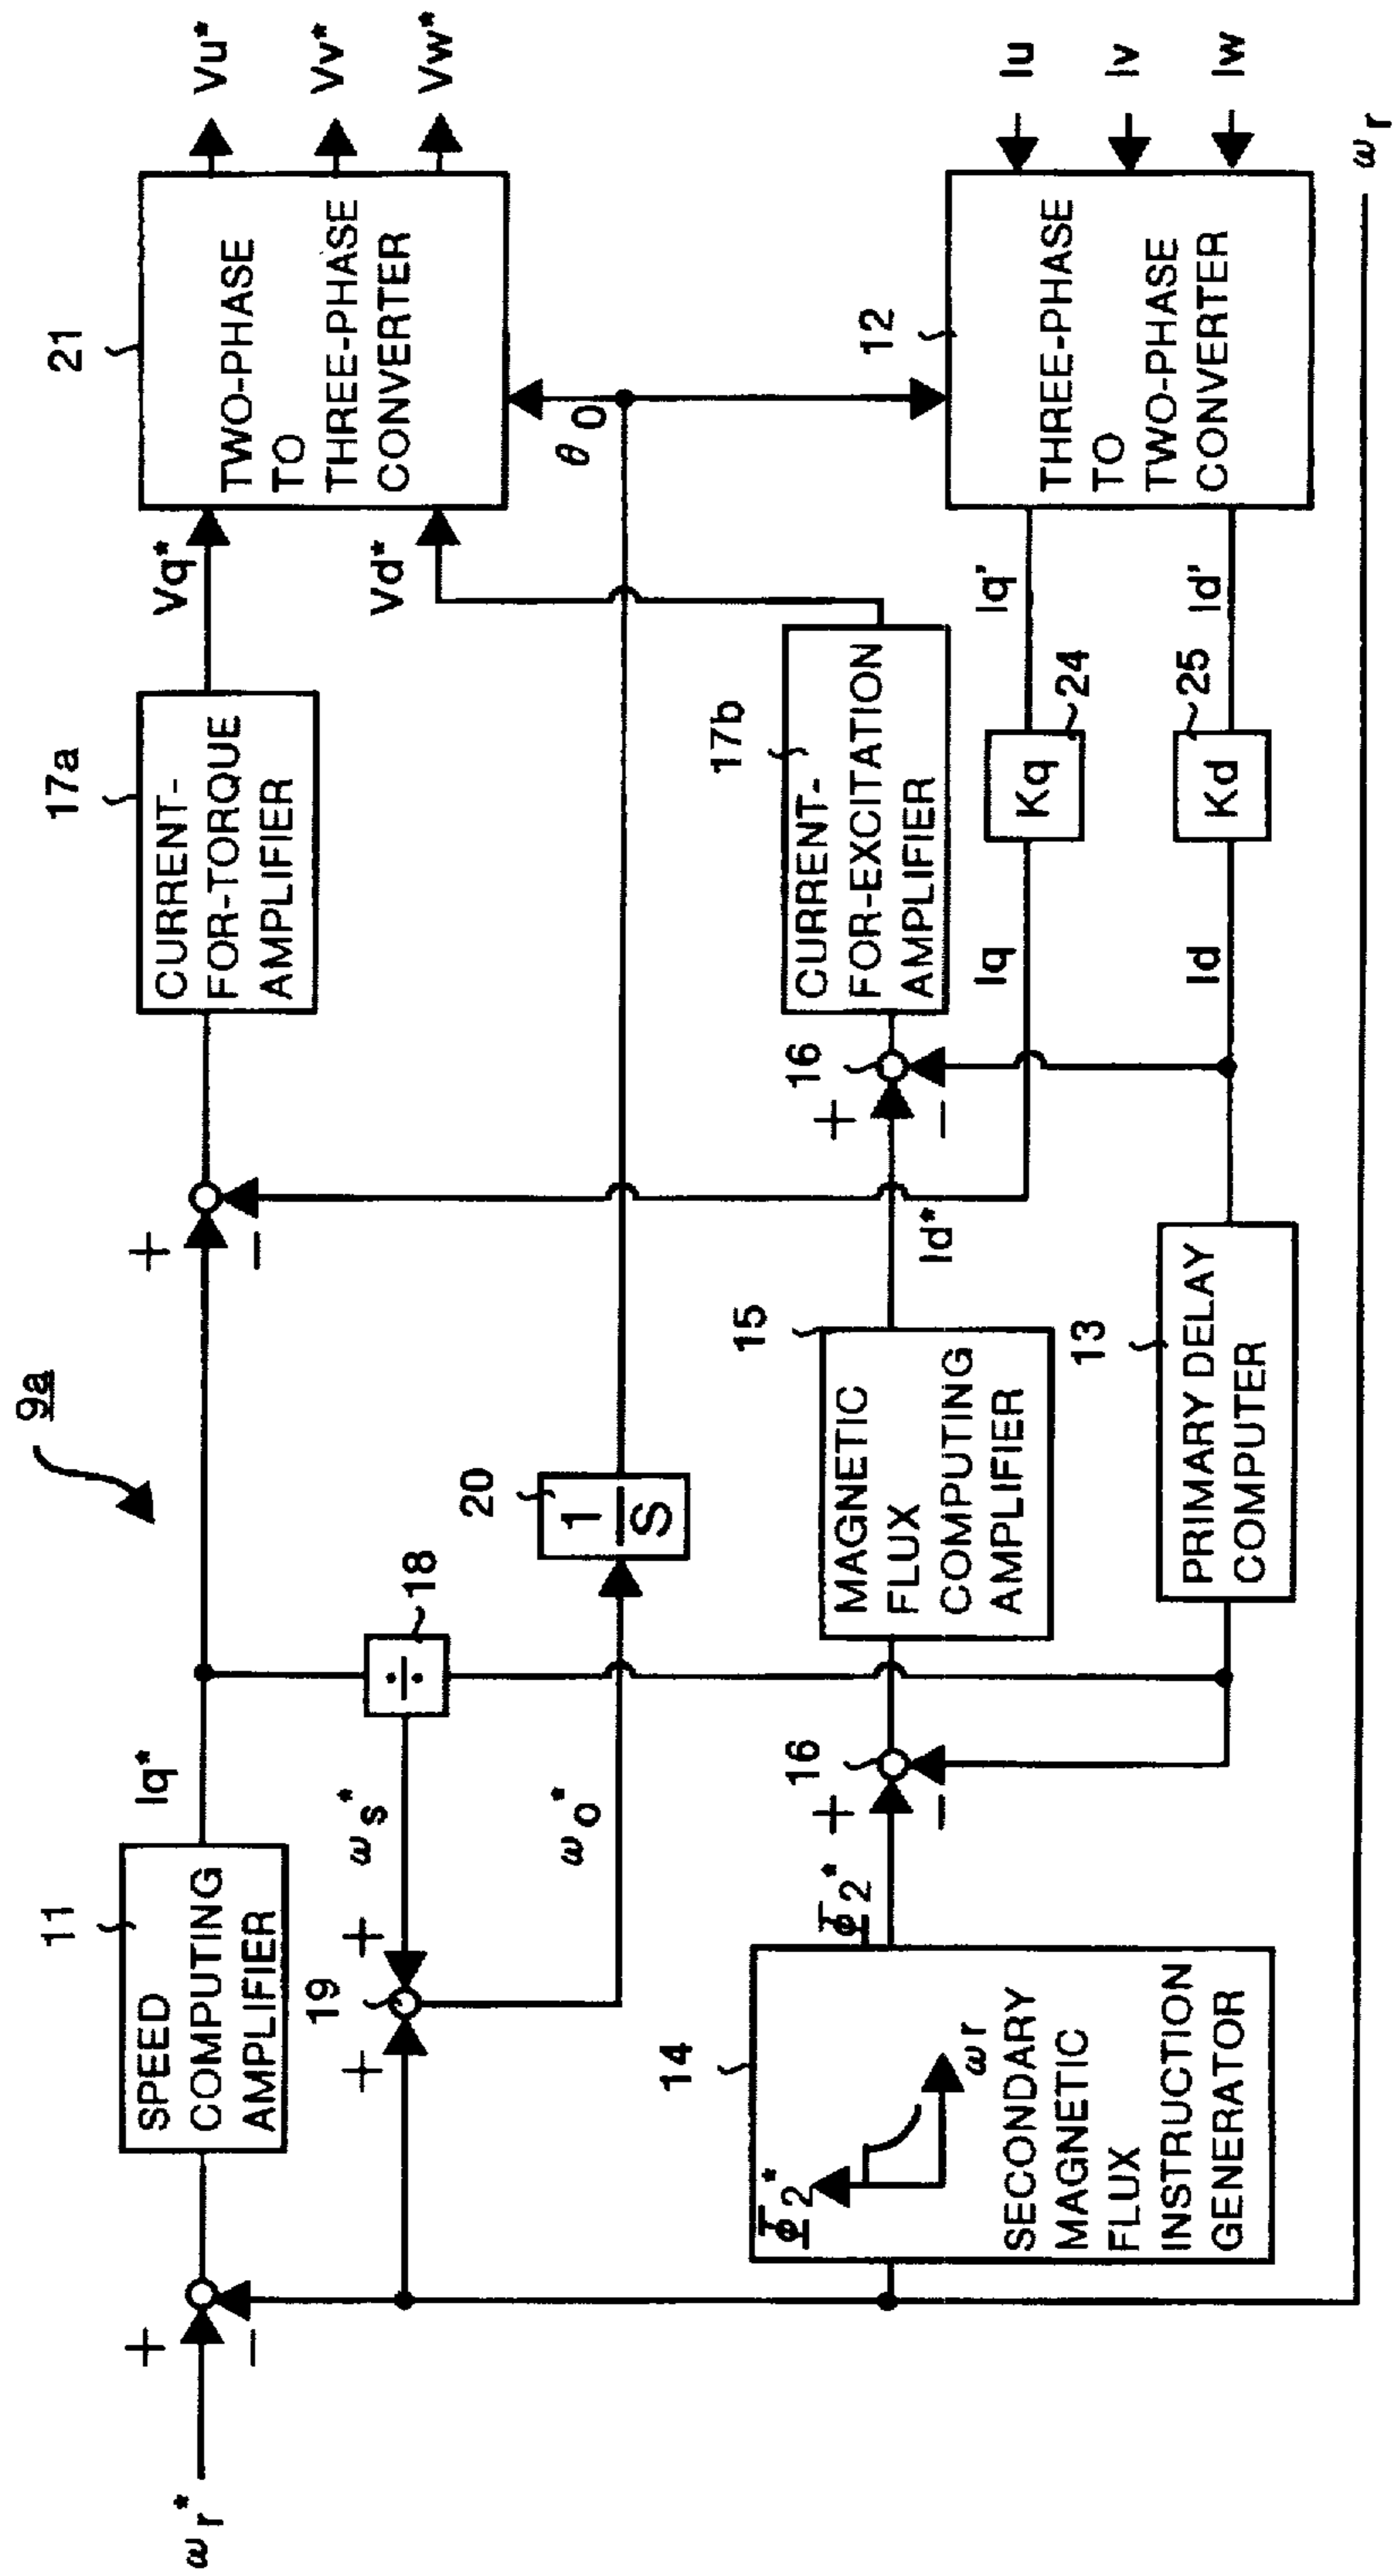 9a
ωr*
+
−
11
SPEED
COMPUTING
AMPLIFIER
Iq*
+
−
17a
CURRENT-
FOR-TORQUE
AMPLIFIER
Vq*
21
TWO-PHASE
TO
THREE-PHASE
CONVERTER
Vu*
Vv*
Vw*
Vd*
+
19
+
ωs*
18
÷
ωo*
20
1
S
θ0
14
Φ2*
ωr
SECONDARY
MAGNETIC
FLUX
INSTRUCTION
GENERATOR
Φ2*
+
16
−
15
MAGNETIC
FLUX
COMPUTING
AMPLIFIER
Id*
+
16
−
17b
CURRENT-
FOR-EXCITATION
AMPLIFIER
13
PRIMARY DELAY
COMPUTER
Iq
Kq
24
Iq'
Id
Kd
25
Id'
12
THREE-PHASE
TO
TWO-PHASE
CONVERTER
Iu
Iv
Iw
ωr